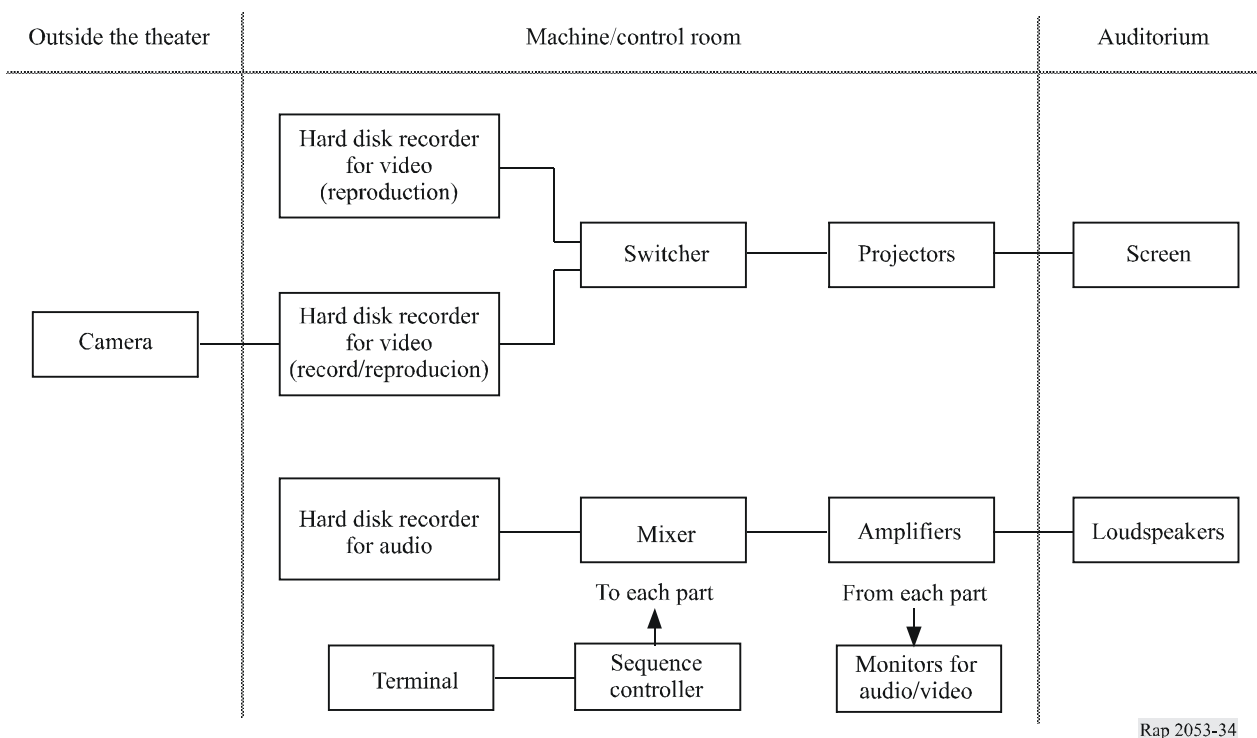 Outside the theater
Machine/control room
Auditorium
Hard disk recorder
for video
(reproduction)
Switcher
Projectors
Screen
Camera
Hard disk recorder
for video
(record/reproducion)
Hard disk recorder
for audio
Mixer
Amplifiers
Loudspeakers
To each part
From each part
Terminal
Sequence
controller
Monitors for
audio/video
Rap 2053-34